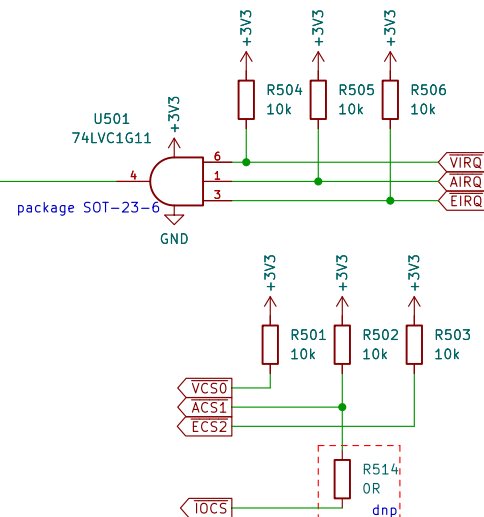 +3V3
+3V3
+3V3
R504
10k
R505
10k
R506
10k
+3V3
U501
74LVC1G11
6
1
3
4
VIRQ
AIRQ
EIRQ
package SOT-23-6
GND
+3V3
+3V3
+3V3
R501
10k
R502
10k
R503
10k
VCS0
ACS1
ECS2
R514
0R
IOCS
dnp